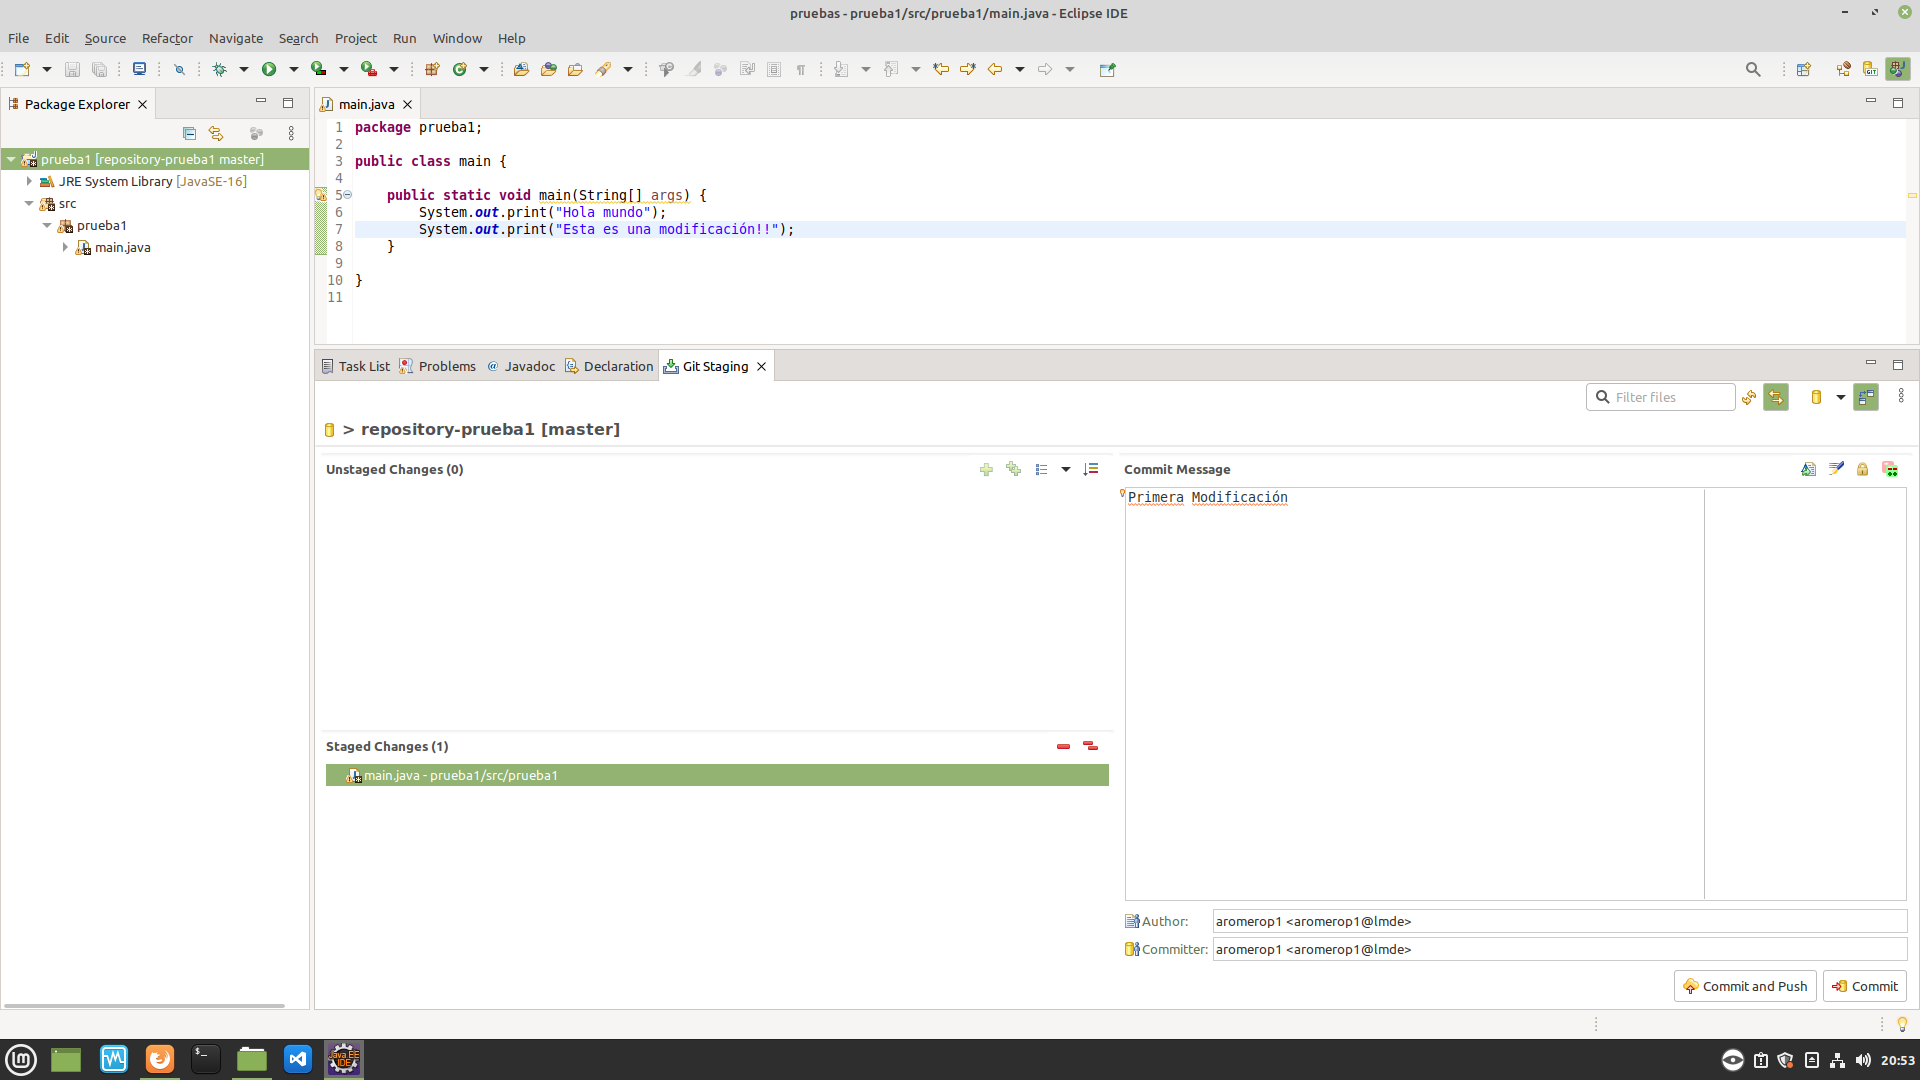 pruebas - prueba1/src/prueba1/main.java - Eclipse IDE
File Edit Source Refactor Navigate Search Project Run Window Help
Package Explorer
prueba1 [repository-prueba1 master]
JRE System Library [JavaSE-16]
src
prueba1
main.java
main.java
1 package prueba1;
2
3 public class main {
4
5 public static void main(String[] args) {
6 System.out.print("Hola mundo");
7 System.out.print("Esta es una modificación!!");
8 }
9
10 }
11
Task List Problems @ Javadoc Declaration Git Staging
Filter files
> repository-prueba1 [master]
Unstaged Changes (0)
Staged Changes (1)
main.java - prueba1/src/prueba1
Commit Message
Primera Modificación
Author: aromerop1 <aromerop1@lmde>
Committer: aromerop1 <aromerop1@lmde>
Commit and Push Commit
Java EE
IDE
20:53